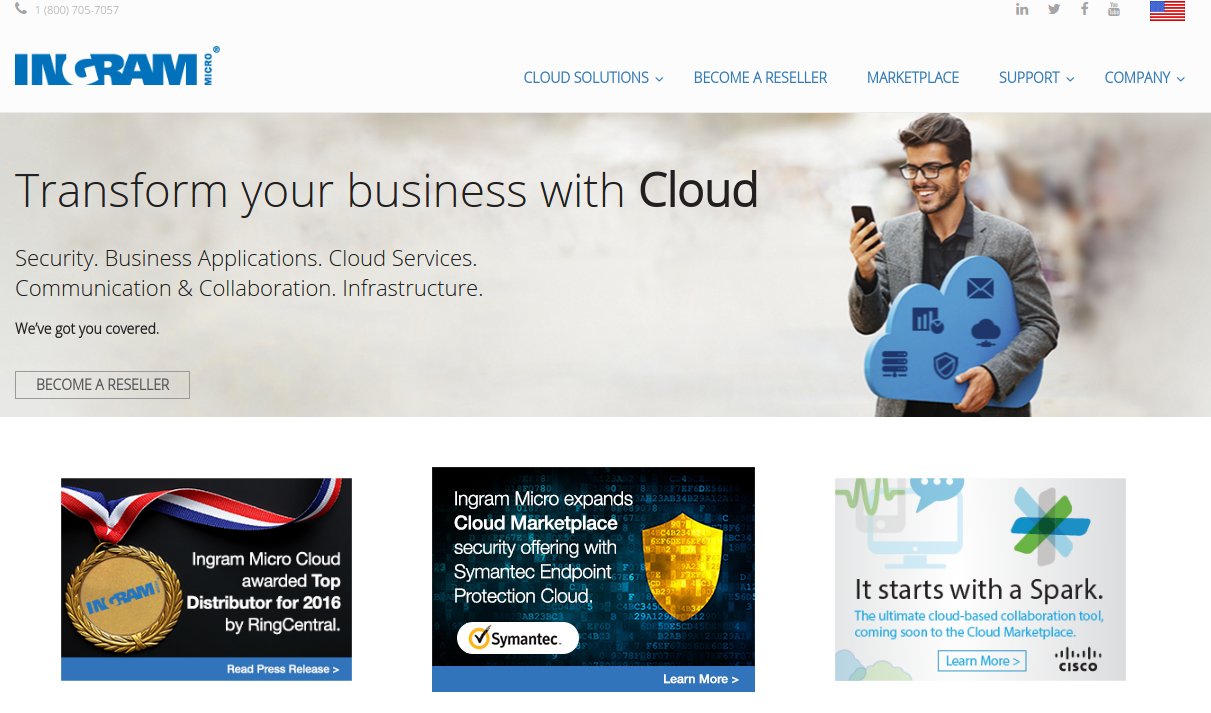 1 (800) 705-7057
INGRAM MICRO®
CLOUD SOLUTIONS BECOME A RESELLER MARKETPLACE SUPPORT COMPANY
Transform your business with Cloud
Security. Business Applications. Cloud Services.
Communication & Collaboration. Infrastructure.
We've got you covered.
BECOME A RESELLER
INGRAM
Ingram Micro Cloud
awarded Top
Distributor for 2016
by RingCentral.
Read Press Release >
Ingram Micro expands
Cloud Marketplace
security offering with
Symantec Endpoint
Protection Cloud.
Symantec.
Learn More >
It starts with a Spark.
The ultimate cloud-based collaboration tool,
coming soon to the Cloud Marketplace.
Learn More >
CISCO